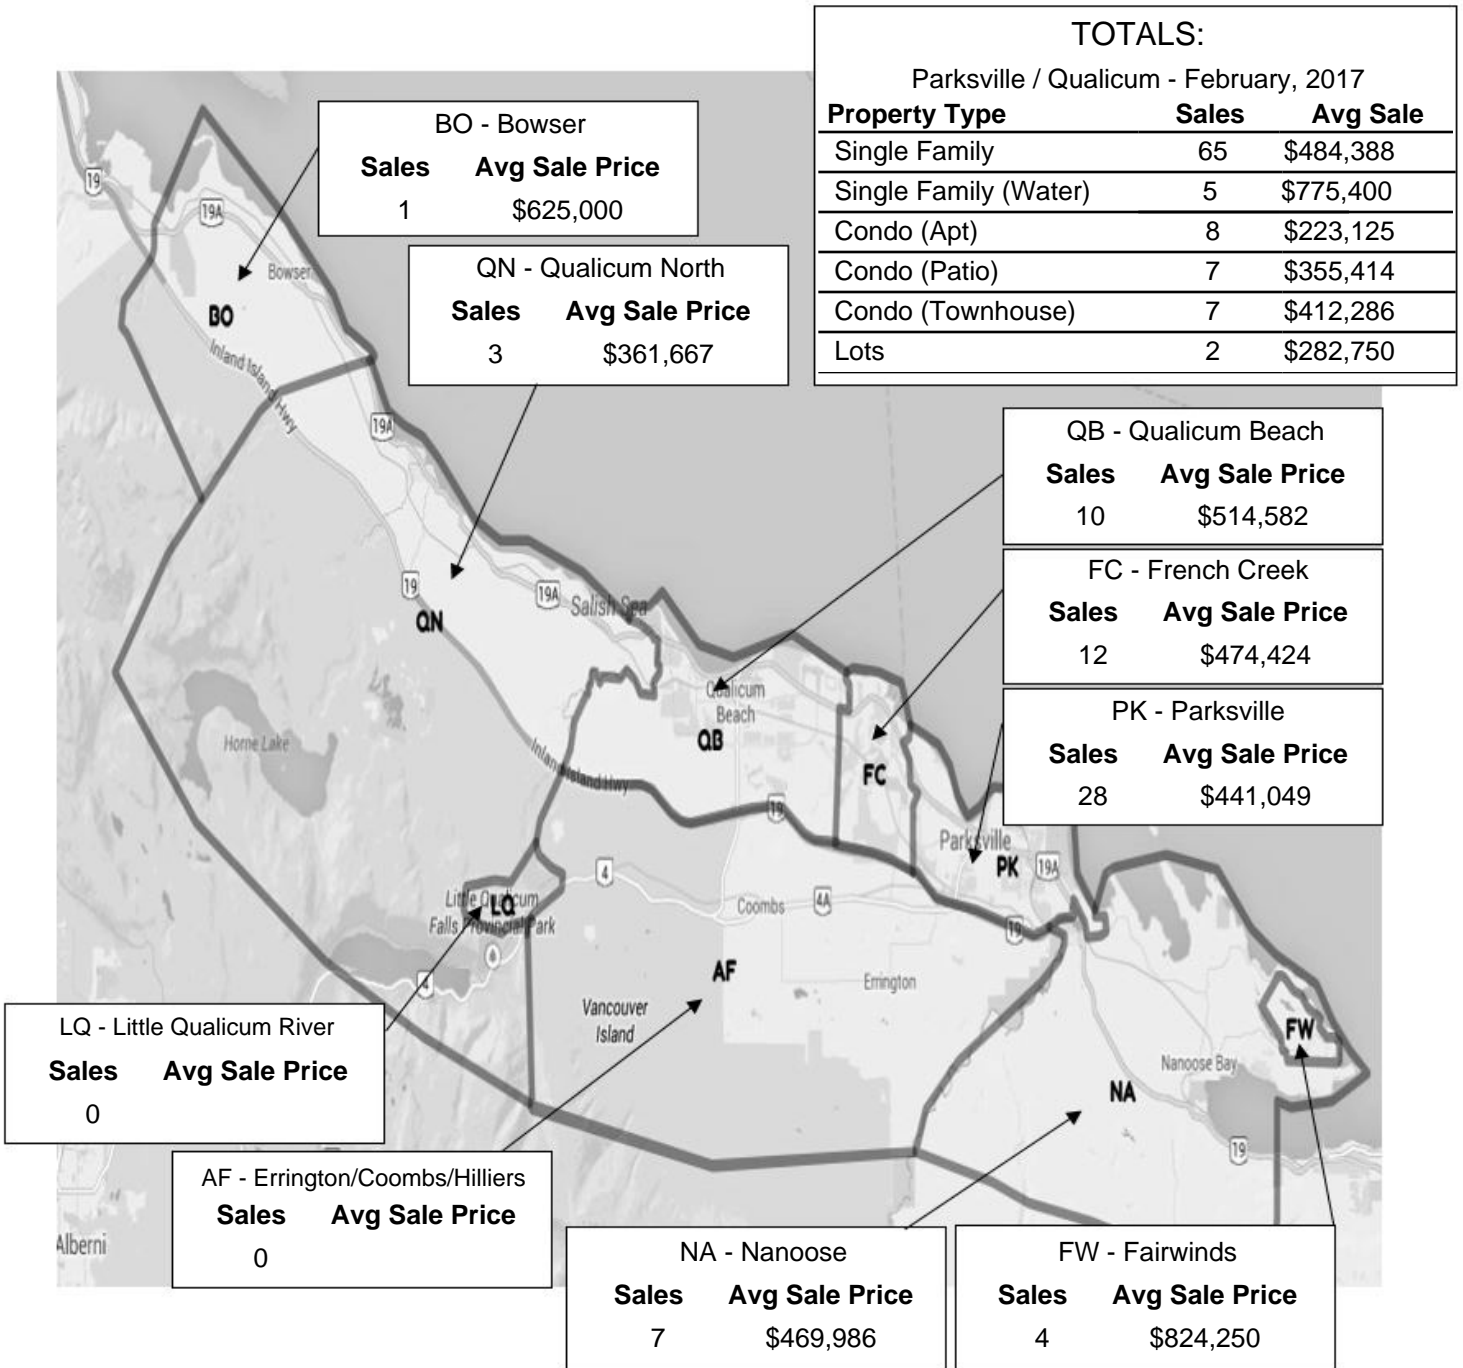 TOTALS:
Parksville / Qualicum - February, 2017
Property Type Sales Avg Sale
Single Family 65 $484,388
Single Family (Water) 5 $775,400
Condo (Apt) 8 $223,125
Condo (Patio) 7 $355,414
Condo (Townhouse) 7 $412,286
Lots 2 $282,750
BO - Bowser
Sales Avg Sale Price
1 $625,000
QN - Qualicum North
Sales Avg Sale Price
3 $361,667
QB - Qualicum Beach
Sales Avg Sale Price
10 $514,582
FC - French Creek
Sales Avg Sale Price
12 $474,424
PK - Parksville
Sales Avg Sale Price
28 $441,049
LQ - Little Qualicum River
Sales Avg Sale Price
0
AF - Errington/Coombs/Hilliers
Sales Avg Sale Price
0
NA - Nanoose
Sales Avg Sale Price
7 $469,986
FW - Fairwinds
Sales Avg Sale Price
4 $824,250
19
19A
Bowser
BO
Inland Island Hwy
19A
19
19A
Salish Sea
QN
Qualicum
Beach
QB
Horne Lake
Inland Island Hwy
FC
19
Parksville
PK
19A
4
Little Qualicum
Falls Provincial Park
LQ
Coombs
4A
19
4
AF
Errington
Vancouver
Island
FW
Nanoose Bay
NA
19
Alberni